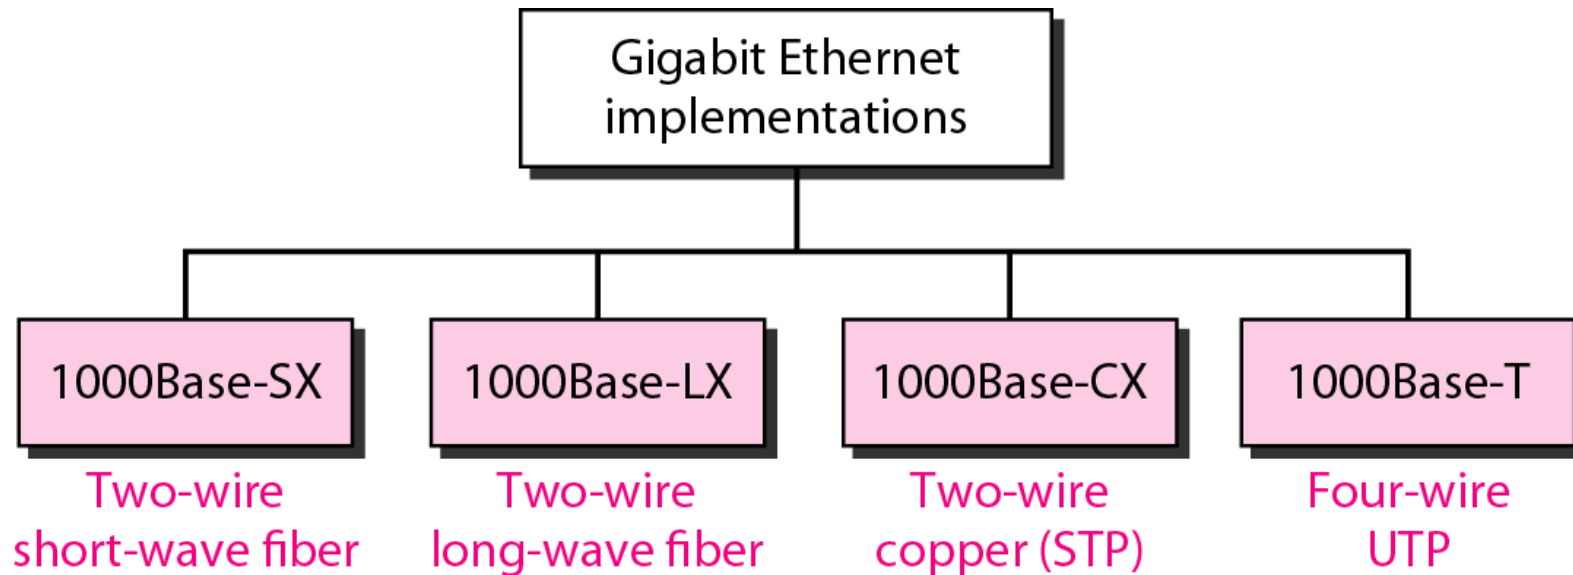 Gigabit Ethernet
implementations
1000Base-SX
1000Base-LX
1000Base-CX
1000Base-T
Two-wire
short-wave fiber
Two-wire
long-wave fiber
Two-wire
copper (STP)
Four-wire
UTP